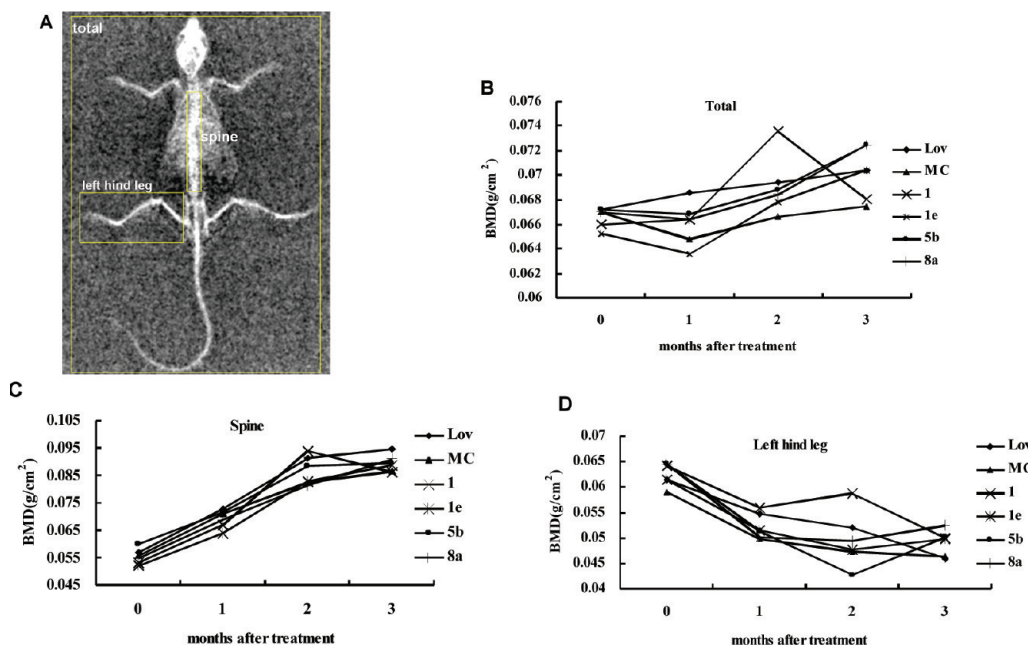 A
total
spine
left hind leg
B
Total
BMD(g/cm²)
0.076
0.074
0.072
0.07
0.068
0.066
0.064
0.062
0.06
0 1 2 3
months after treatment
Lov
MC
1
1e
5b
8a
C
Spine
BMD(g/cm²)
0.105
0.095
0.085
0.075
0.065
0.055
0.045
0 1 2 3
months after treatment
Lov
MC
1
1e
5b
8a
D
Left hind leg
BMD(g/cm²)
0.07
0.065
0.06
0.055
0.05
0.045
0.04
0 1 2 3
months after treatment
Lov
MC
1
1e
5b
8a